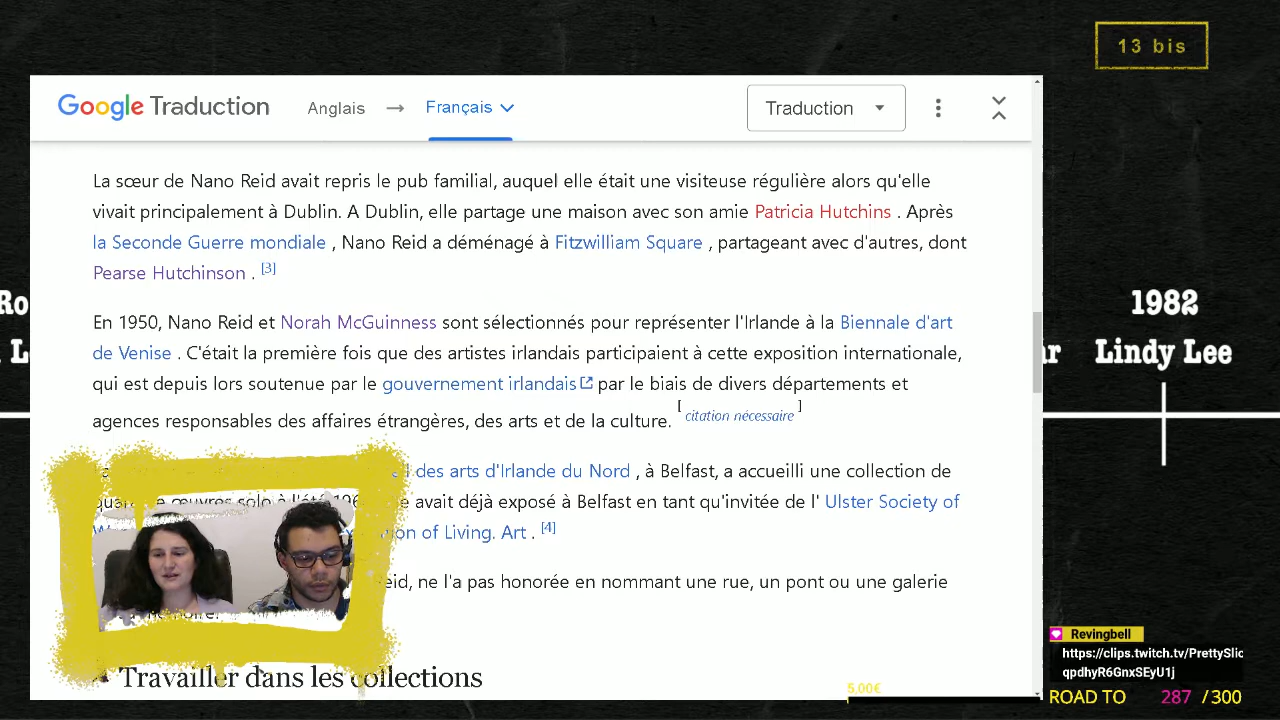 13 bis
Google Traduction
Anglais → Français
Traduction
La sœur de Nano Reid avait repris le pub familial, auquel elle était une visiteuse régulière alors qu'elle
vivait principalement à Dublin. A Dublin, elle partage une maison avec son amie Patricia Hutchins . Après
la Seconde Guerre mondiale , Nano Reid a déménagé à Fitzwilliam Square , partageant avec d'autres, dont
Pearse Hutchinson . [3]
En 1950, Nano Reid et Norah McGuinness sont sélectionnés pour représenter l'Irlande à la Biennale d'art
de Venise . C'était la première fois que des artistes irlandais participaient à cette exposition internationale,
qui est depuis lors soutenue par le gouvernement irlandais par le biais de divers départements et
agences responsables des affaires étrangères, des arts et de la culture. [ citation nécessaire ]
des arts d'Irlande du Nord , à Belfast, a accueilli une collection de
œuvres solo à l'été avait déjà exposé à Belfast en tant qu'invitée de l' Ulster Society of
of Living. Art . [4]
eid, ne l'a pas honorée en nommant une rue, un pont ou une galerie
Travailler dans les collections
Ro
1982
Lindy Lee
Revingbell
https://clips.twitch.tv/PrettySlic
qpdhyR6GnxSEyU1j
5,00€
ROAD TO 287 /300